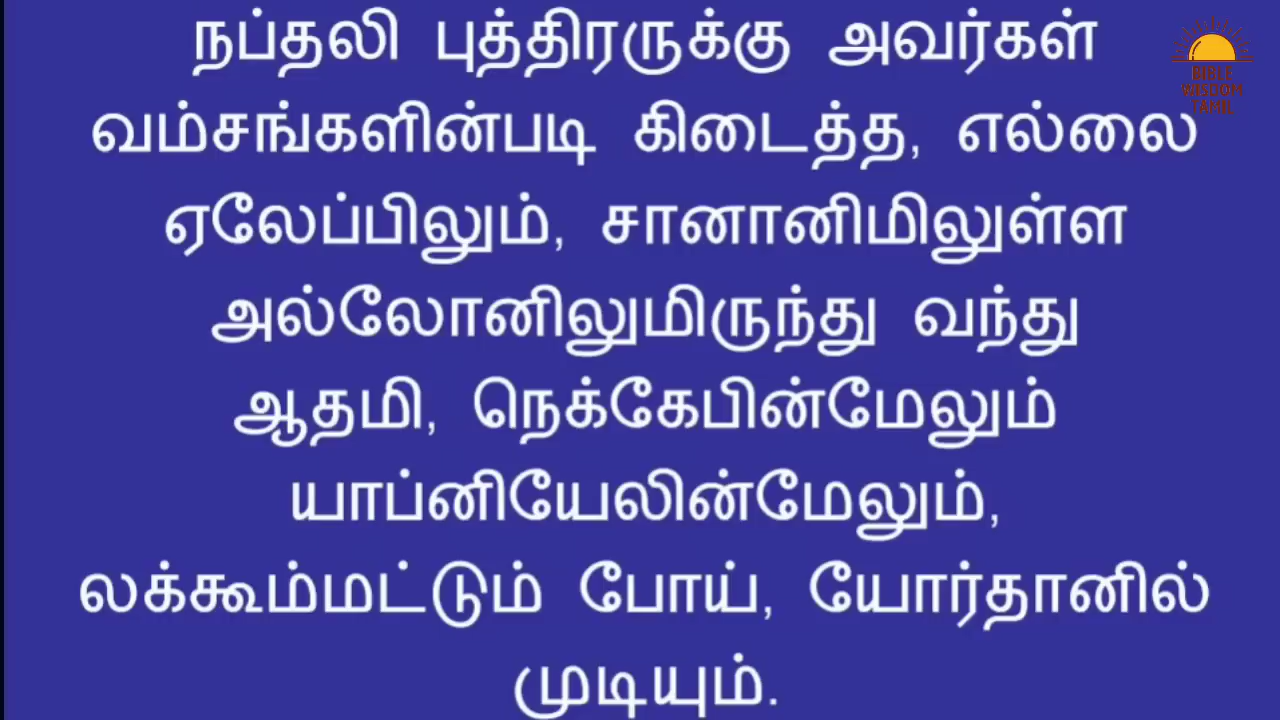 நப்தலி புத்திரருக்கு அவர்கள்
வம்சங்களின்படி கிடைத்த, எல்லை
ஏலேப்பிலும், சானானிமிலுள்ள
அல்லோனிலுமிருந்து வந்து
ஆதமி, நெக்கேபின்மேலும்
யாப்னியேலின்மேலும்,
லக்கூம்மட்டும் போய், யோர்தானில்
முடியும்.
BIBLE
WISDOM
TAMIL